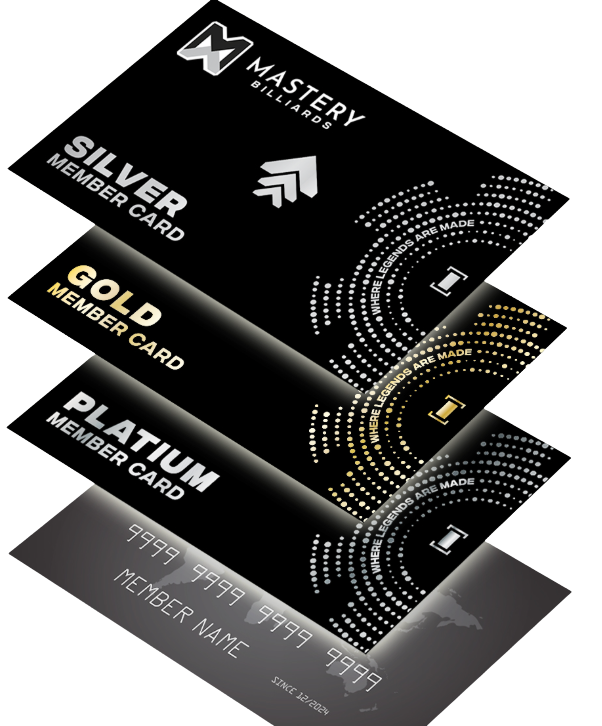 MASTERY
BILLIARDS
SILVER
MEMBER CARD
WHERE LEGENDS ARE MADE
GOLD
MEMBER CARD
WHERE LEGENDS ARE MADE
PLATIUM
MEMBER CARD
WHERE LEGENDS ARE MADE
9999 9999 9999 9999
MEMBER NAME
SINCE 12/2024